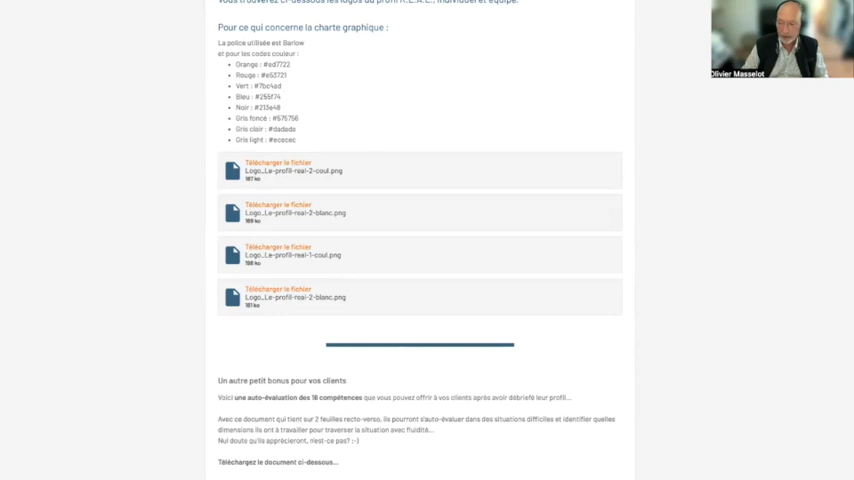 Vous trouverez ci-dessous les logos du profil R.E.A.L., individuel et équipe.
Olivier Masselot
Pour ce qui concerne la charte graphique :
La police utilisée est Barlow
et pour les codes couleur :
Orange : #ed7722
Rouge : #e53721
Vert : #7bc4ad
Bleu : #255f74
Noir : #213e48
Gris foncé : #575756
Gris clair : #dadada
Gris light : #ececec
Télécharger le fichier
Logo_Le-profil-real-2-coul.png
187 ko
Télécharger le fichier
Logo_Le-profil-real-2-blanc.png
169 ko
Télécharger le fichier
Logo_Le-profil-real-1-coul.png
198 ko
Télécharger le fichier
Logo_Le-profil-real-2-blanc.png
181 ko
Un autre petit bonus pour vos clients
Voici une auto-évaluation des 16 compétences que vous pouvez offrir à vos clients après avoir débriefé leur profil...
Avec ce document qui tient sur 2 feuilles recto-verso, ils pourront s'auto-évaluer dans des situations difficiles et identifier quelles
dimensions ils ont à travailler pour traverser la situation avec fluidité...
Nul doute qu'ils apprécieront, n'est-ce pas? ;-)
Téléchargez le document ci-dessous...